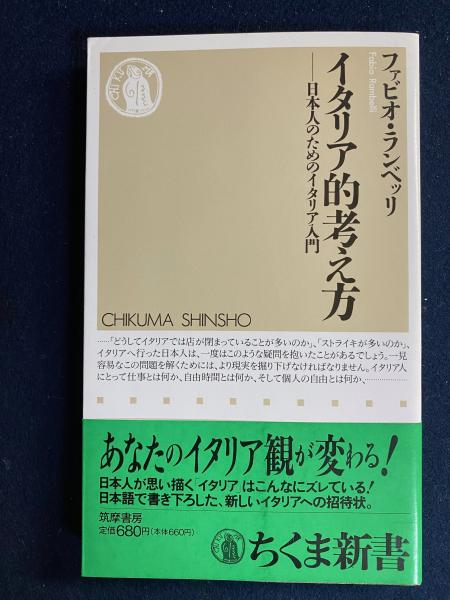 CHIKUMA
ファビオ・ランベッリ
Fabio Rambelli
イタリア的考え方
──日本人のためのイタリア入門
CHIKUMA SHINSHO
……「どうしてイタリアでは店が閉まっていることが多いのか」、「ストライキが多いのか」、
イタリアへ行った日本人は、一度はこのような疑問を抱いたことがあるでしょう。一見
容易なこの問題を解くためには、より現実を掘り下げなければなりません。イタリア人
にとって仕事とは何か、自由時間とは何か、そして個人の自由とは何か、…………
あなたのイタリア観が変わる!
日本人が思い描く「イタリア」はこんなにズレている!
日本語で書き下ろした、新しいイタリアへの招待状。
筑摩書房
定価680円(本体660円)
ちくま新書